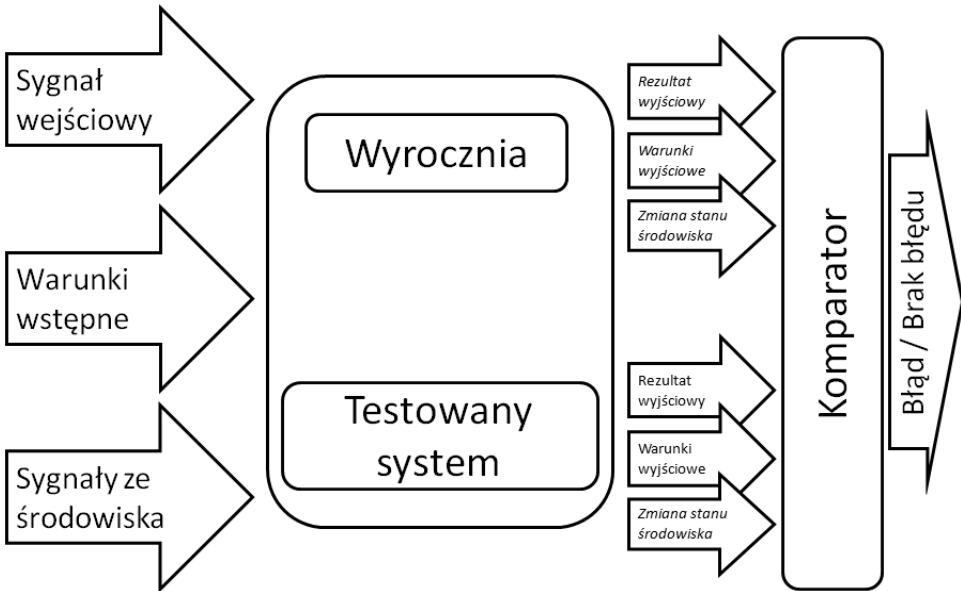 Sygnał
wejściowy
Warunki
wstępne
Sygnały ze
środowiska
Wyrocznia
Testowany
system
Rezultat
wyjściowy
Warunki
wyjściowe
Zmiana stanu
środowiska
Rezultat
wyjściowy
Warunki
wyjściowe
Zmiana stanu
środowiska
Komparator
Błąd / Brak błędu